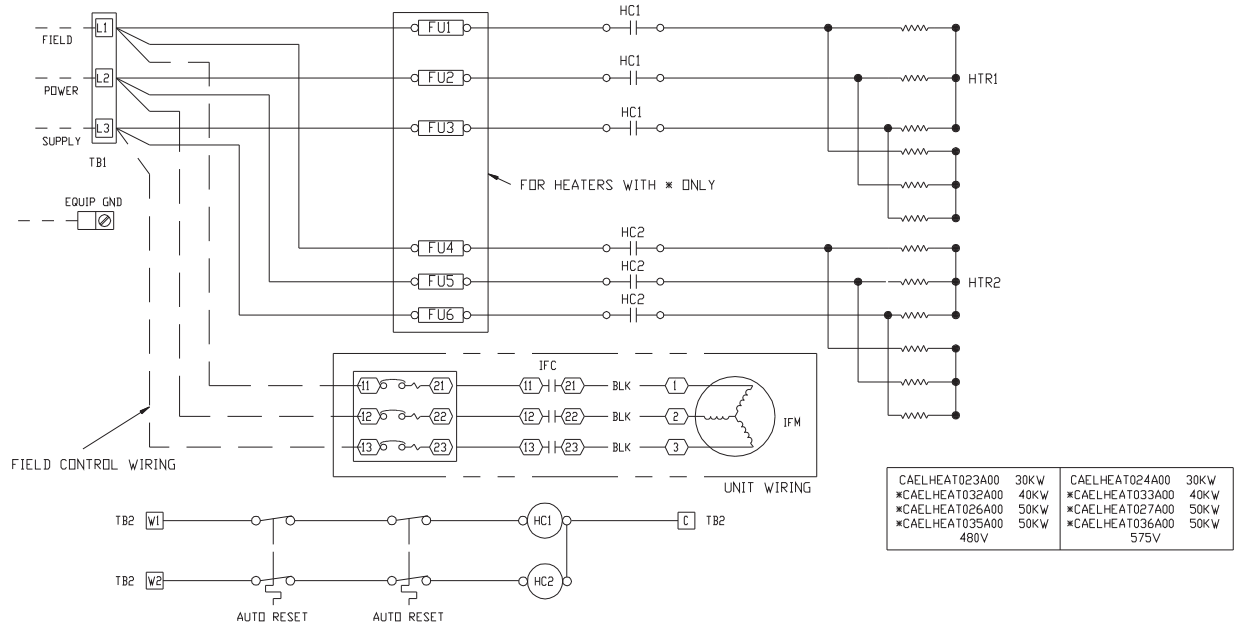 L1
FU1
HC1
FIELD
HC1
L2
FU2
HTR1
POWER
HC1
L3
FU3
SUPPLY
TB1
FOR HEATERS WITH * ONLY
EQUIP GND
HC2
FU4
HC2
FU5
HTR2
HC2
FU6
IFC
11 21 11 21 BLK 1
12 22 12 22 BLK 2 IFM
13 23 13 23 BLK 3
FIELD CONTROL WIRING
UNIT WIRING
CAELHEAT023A00 30KW
*CAELHEAT032A00 40KW
*CAELHEAT026A00 50KW
*CAELHEAT035A00 50KW
480V
CAELHEAT024A00 30KW
*CAELHEAT033A00 40KW
*CAELHEAT027A00 50KW
*CAELHEAT036A00 50KW
575V
TB2 W1 HC1 C TB2
TB2 W2 HC2
AUTO RESET AUTO RESET